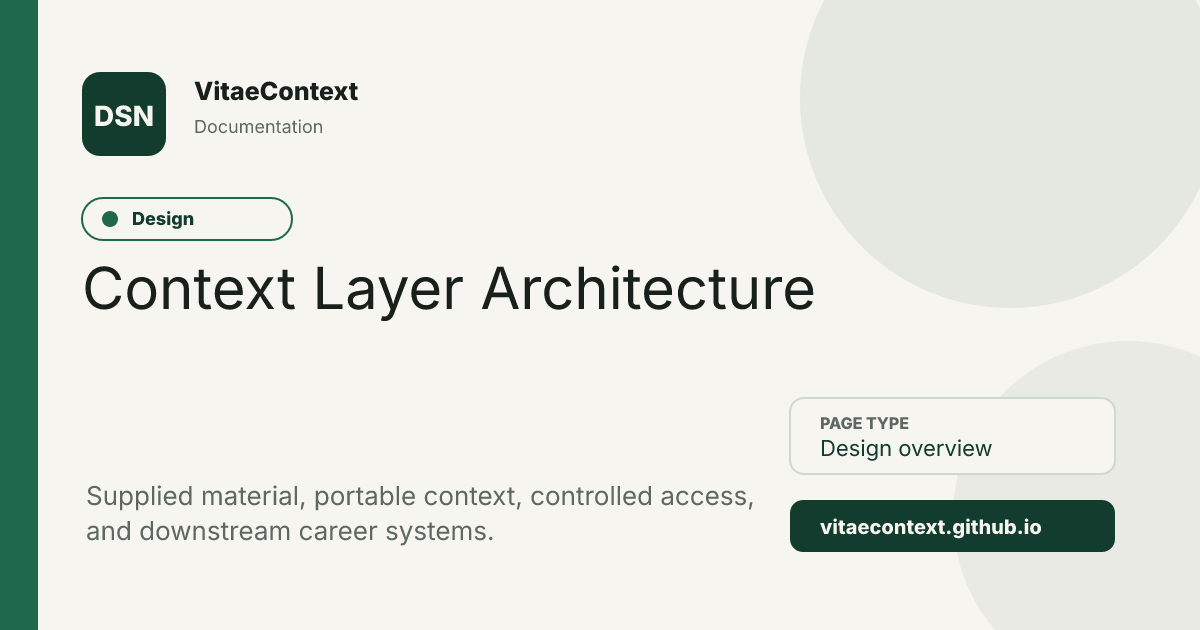 DSN
VitaeContext
Documentation
Design
Context Layer Architecture
Supplied material, portable context, controlled access,
and downstream career systems.
PAGE TYPE
Design overview
vitaecontext.github.io